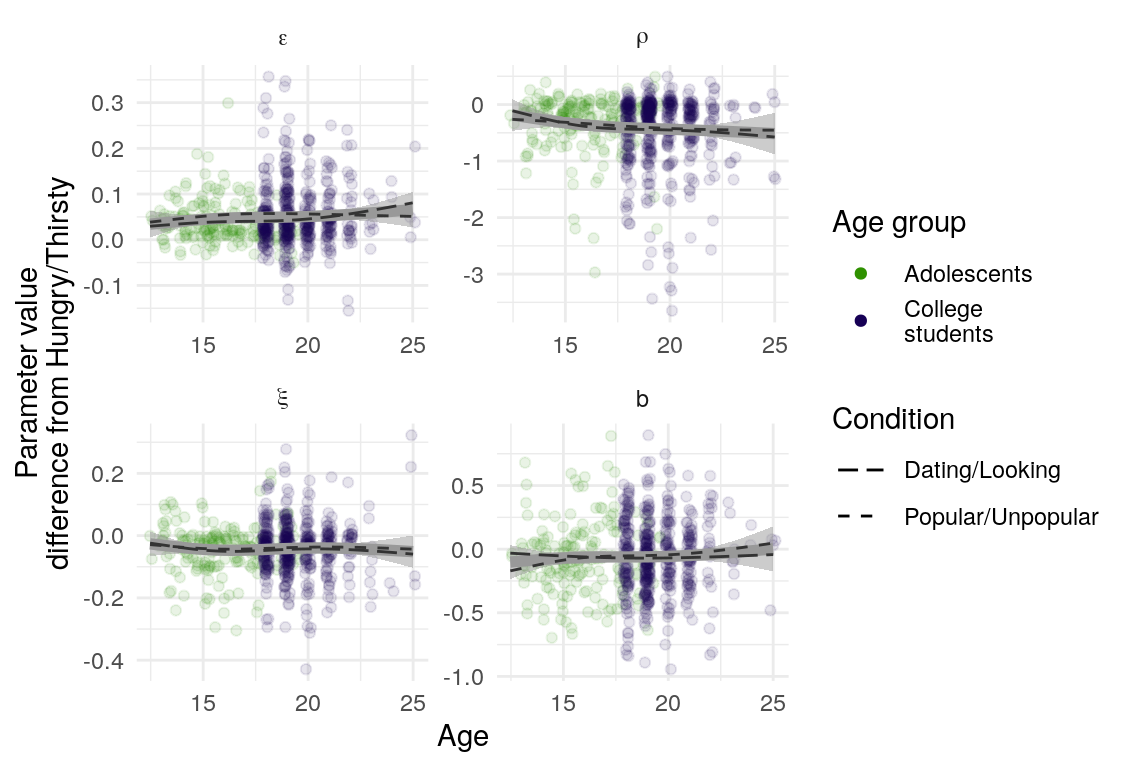 ε
ρ
0.3
0.2
0.1
0.0
-0.1
0
-1
-2
-3
15
20
25
15
20
25
ξ
b
0.2
0.0
-0.2
-0.4
0.5
0.0
-0.5
-1.0
15
20
25
15
20
25
Age
Parameter value
difference from Hungry/Thirsty
Age group
Adolescents
College
students
Condition
Dating/Looking
Popular/Unpopular